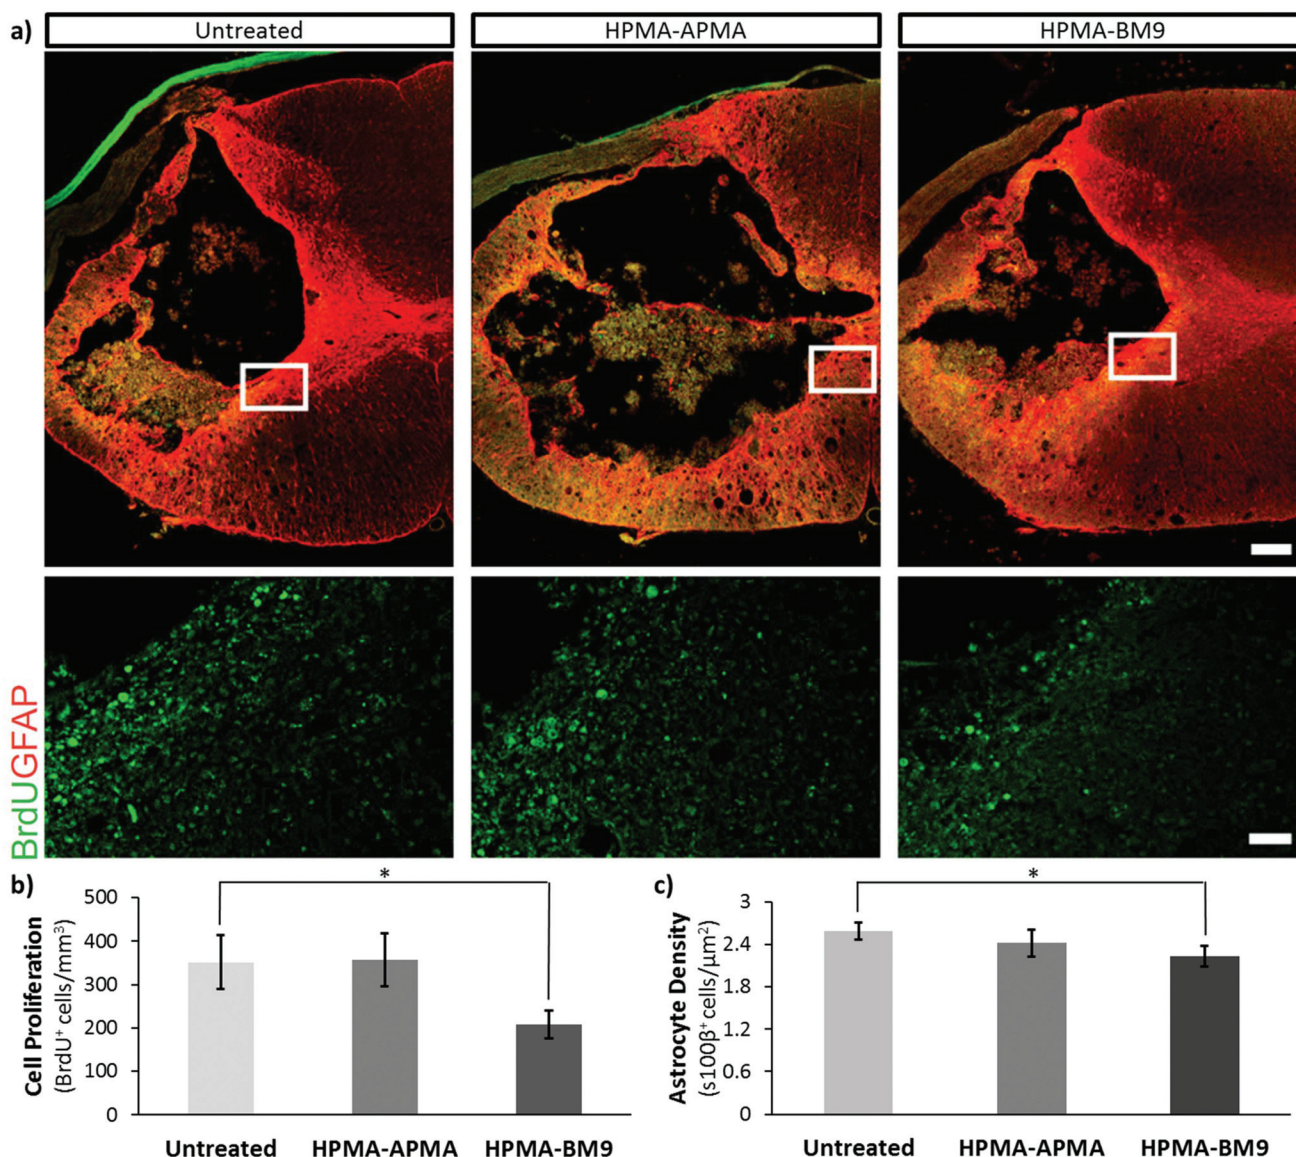 a)
Untreated
HPMA-APMA
HPMA-BM9
BrdUGFAP
b)
*
Cell Proliferation
(BrdU⁺ cells/mm³)
500
400
300
200
100
0
Untreated
HPMA-APMA
HPMA-BM9
c)
*
Astrocyte Density
(s100β⁺ cells/μm²)
3
2.4
1.8
1.2
0.6
0
Untreated
HPMA-APMA
HPMA-BM9